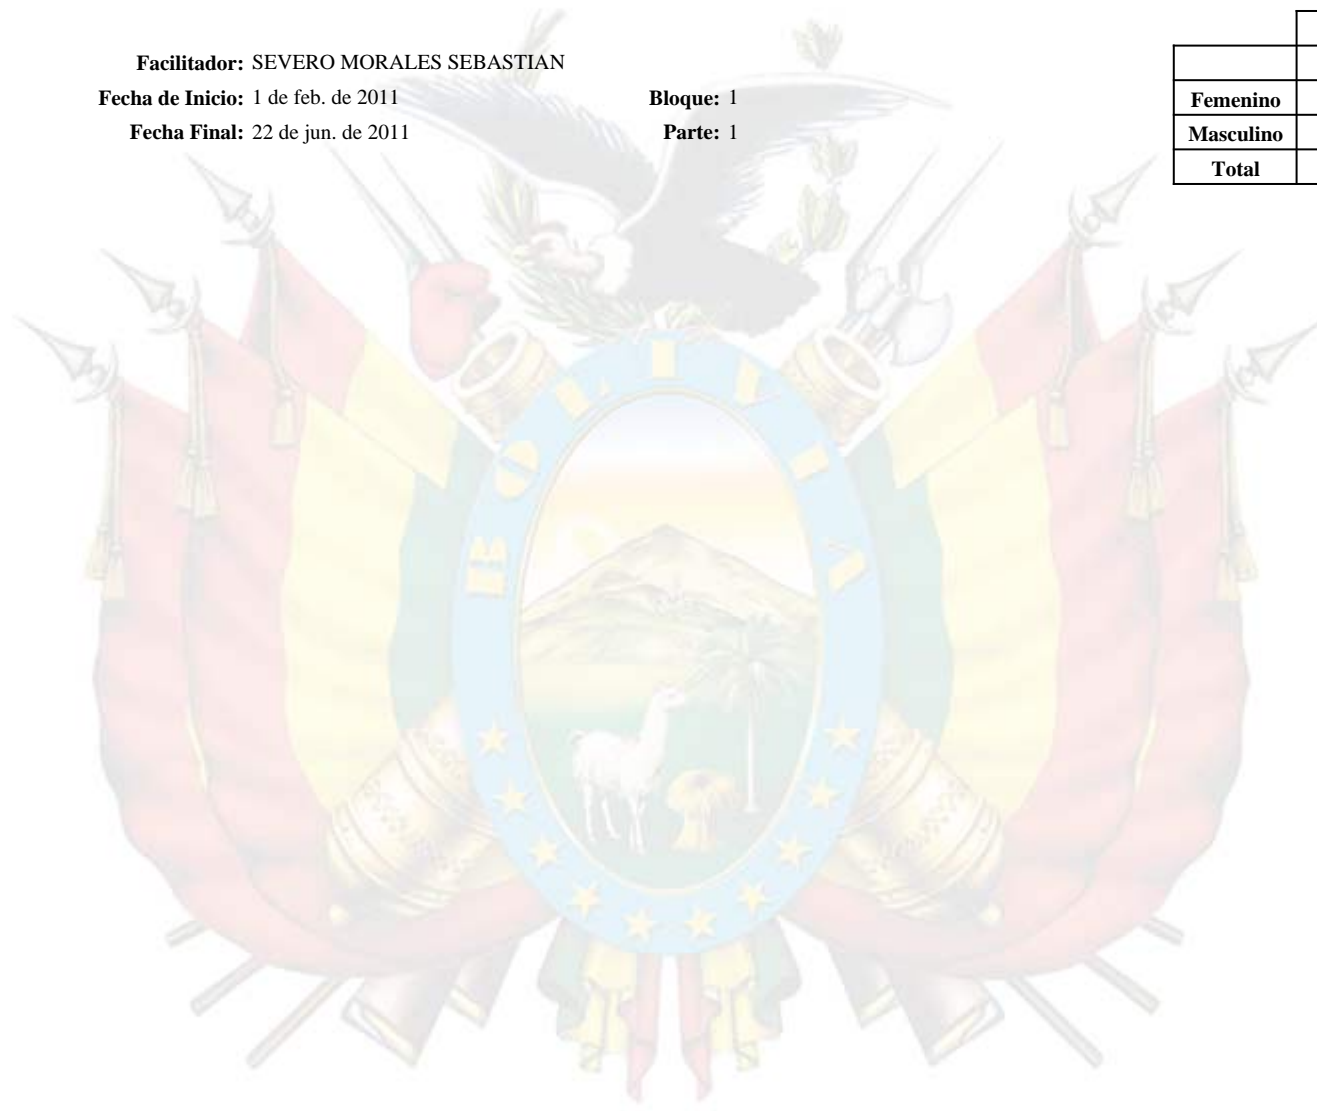 Facilitador: SEVERO MORALES SEBASTIAN
Fecha de Inicio: 1 de feb. de 2011 Bloque: 1
Fecha Final: 22 de jun. de 2011 Parte: 1
Femenino
Masculino
Total
BOLIVIA